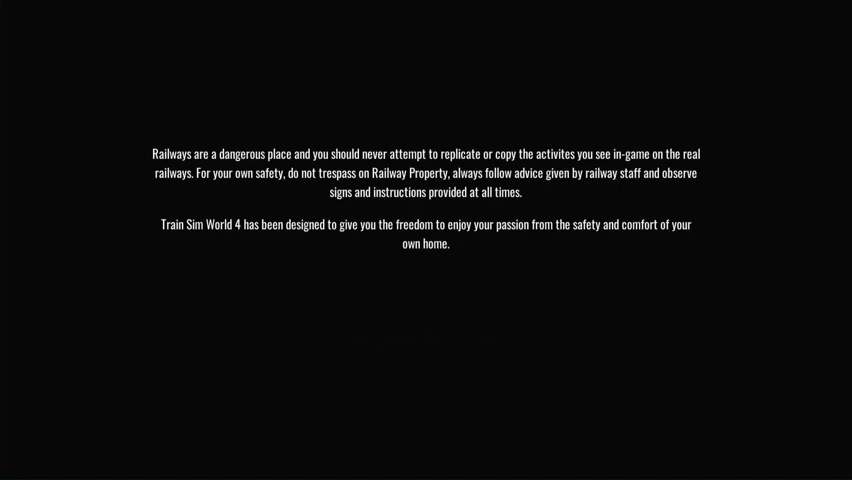 Railways are a dangerous place and you should never attempt to replicate or copy the activites you see in-game on the real
railways. For your own safety, do not trespass on Railway Property, always follow advice given by railway staff and observe
signs and instructions provided at all times.
Train Sim World 4 has been designed to give you the freedom to enjoy your passion from the safety and comfort of your
own home.